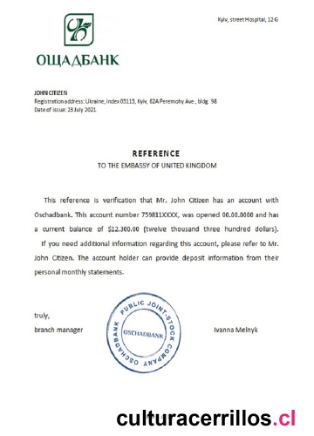 Kyiv, street Hospital, 12-G
ОЩАДБАНК
JOHN CITIZEN
Registration address: Ukraine, index 03115, Kyiv, 62A Peremohy Ave., bldg. 98
Date of issue: 23 July 2021
REFERENCE
TO THE EMBASSY OF UNITED KINGDOM
This reference is verification that Mr. John Citizen has an account with
Oschadbank. This account number 739811XXXX, was opened 00.00.0000 and has
a current balance of $12,300.00 (twelve thousand three hundred dollars).
If you need additional information regarding this account, please refer to Mr.
John Citizen. The account holder can provide deposit information from their
personal monthly statements.
truly,
branch manager
Ivanna Melnyk
PUBLIC JOINT-STOCK COMPANY OSCHADBANK
OSCHADBANK
culturacerrillos.cl